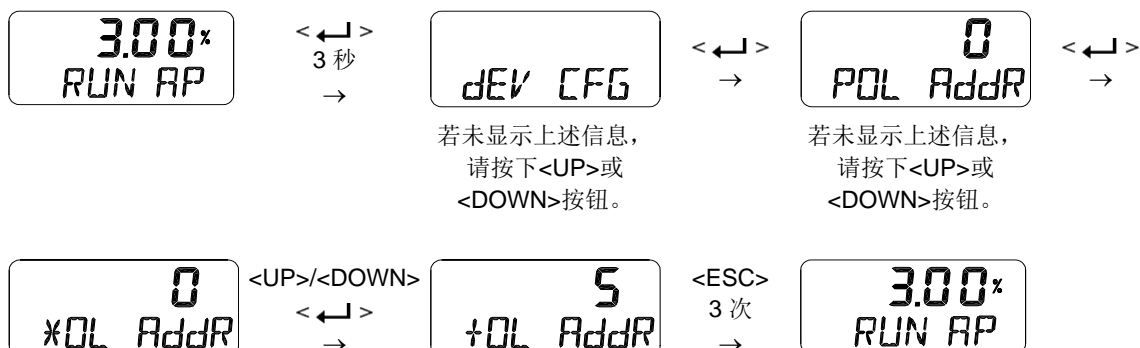 3.00%
RUN AP
<↵>
3 秒
→
dEV CFG
若未显示上述信息，
请按下<UP>或
<DOWN>按钮。
<↵>
→
0
POL AddR
若未显示上述信息，
请按下<UP>或
<DOWN>按钮。
<↵>
→
0
*OL AddR
<UP>/<DOWN>
<↵>
→
5
+OL AddR
<ESC>
3 次
→
3.00%
RUN AP